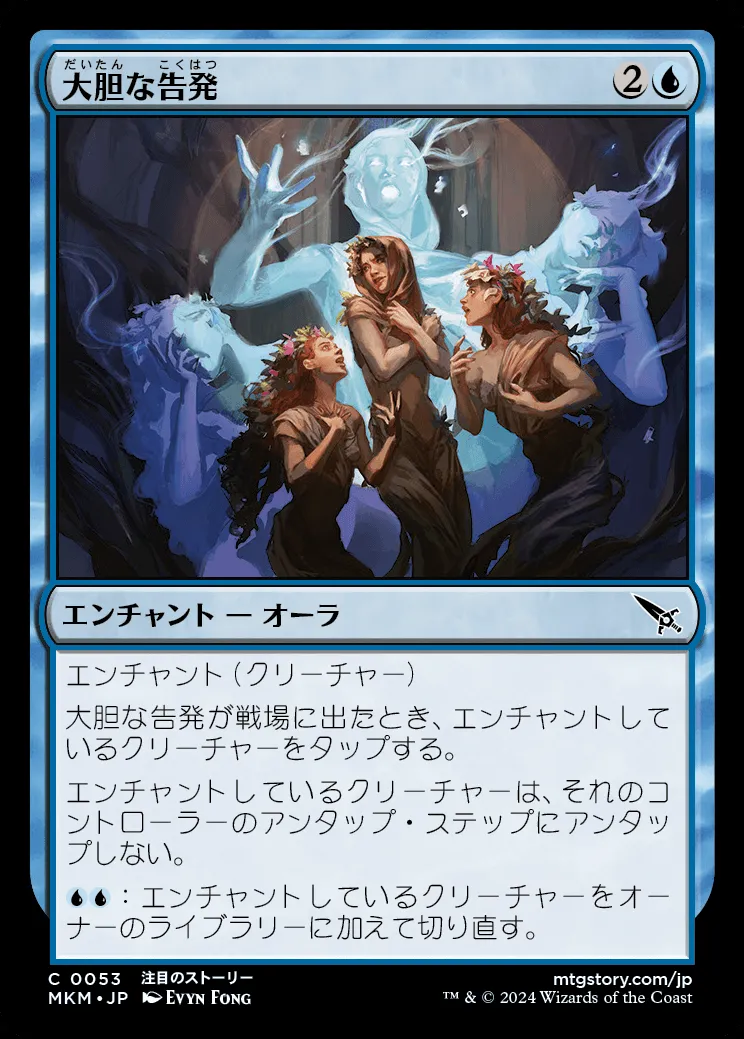 だいたん こくはつ
大胆な告発 2
エンチャント — オーラ
エンチャント（クリーチャー）
大胆な告発が戦場に出たとき、エンチャントして
いるクリーチャーをタップする。
エンチャントしているクリーチャーは、それのコ
ントローラーのアンタップ・ステップにアンタッ
プしない。
：エンチャントしているクリーチャーをオー
ナーのライブラリーに加えて切り直す。
C 0053 注目のストーリー mtgstory.com/jp
MKM • JP Evyn Fong ™ & © 2024 Wizards of the Coast